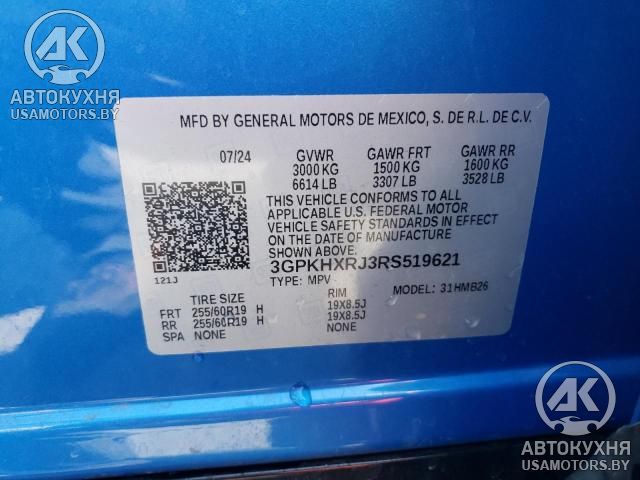 АВТОКУХНЯ
USAMOTORS.BY
MFD BY GENERAL MOTORS DE MEXICO, S. DE R.L. DE C.V.
07/24 GVWR GAWR FRT GAWR RR
3000 KG 1500 KG 1600 KG
6614 LB 3307 LB 3528 LB
THIS VEHICLE CONFORMS TO ALL
APPLICABLE U.S. FEDERAL MOTOR
VEHICLE SAFETY STANDARDS IN EFFECT
ON THE DATE OF MANUFACTURE
SHOWN ABOVE.
3GPKHXRJ3RS519621
121J
TYPE: MPV MODEL: 31HMB26
TIRE SIZE RIM
FRT 255/60R19 H 19X8.5J
RR 255/60R19 H 19X8.5J
SPA NONE NONE
АК
АВТОКУХНЯ
USAMOTORS.BY